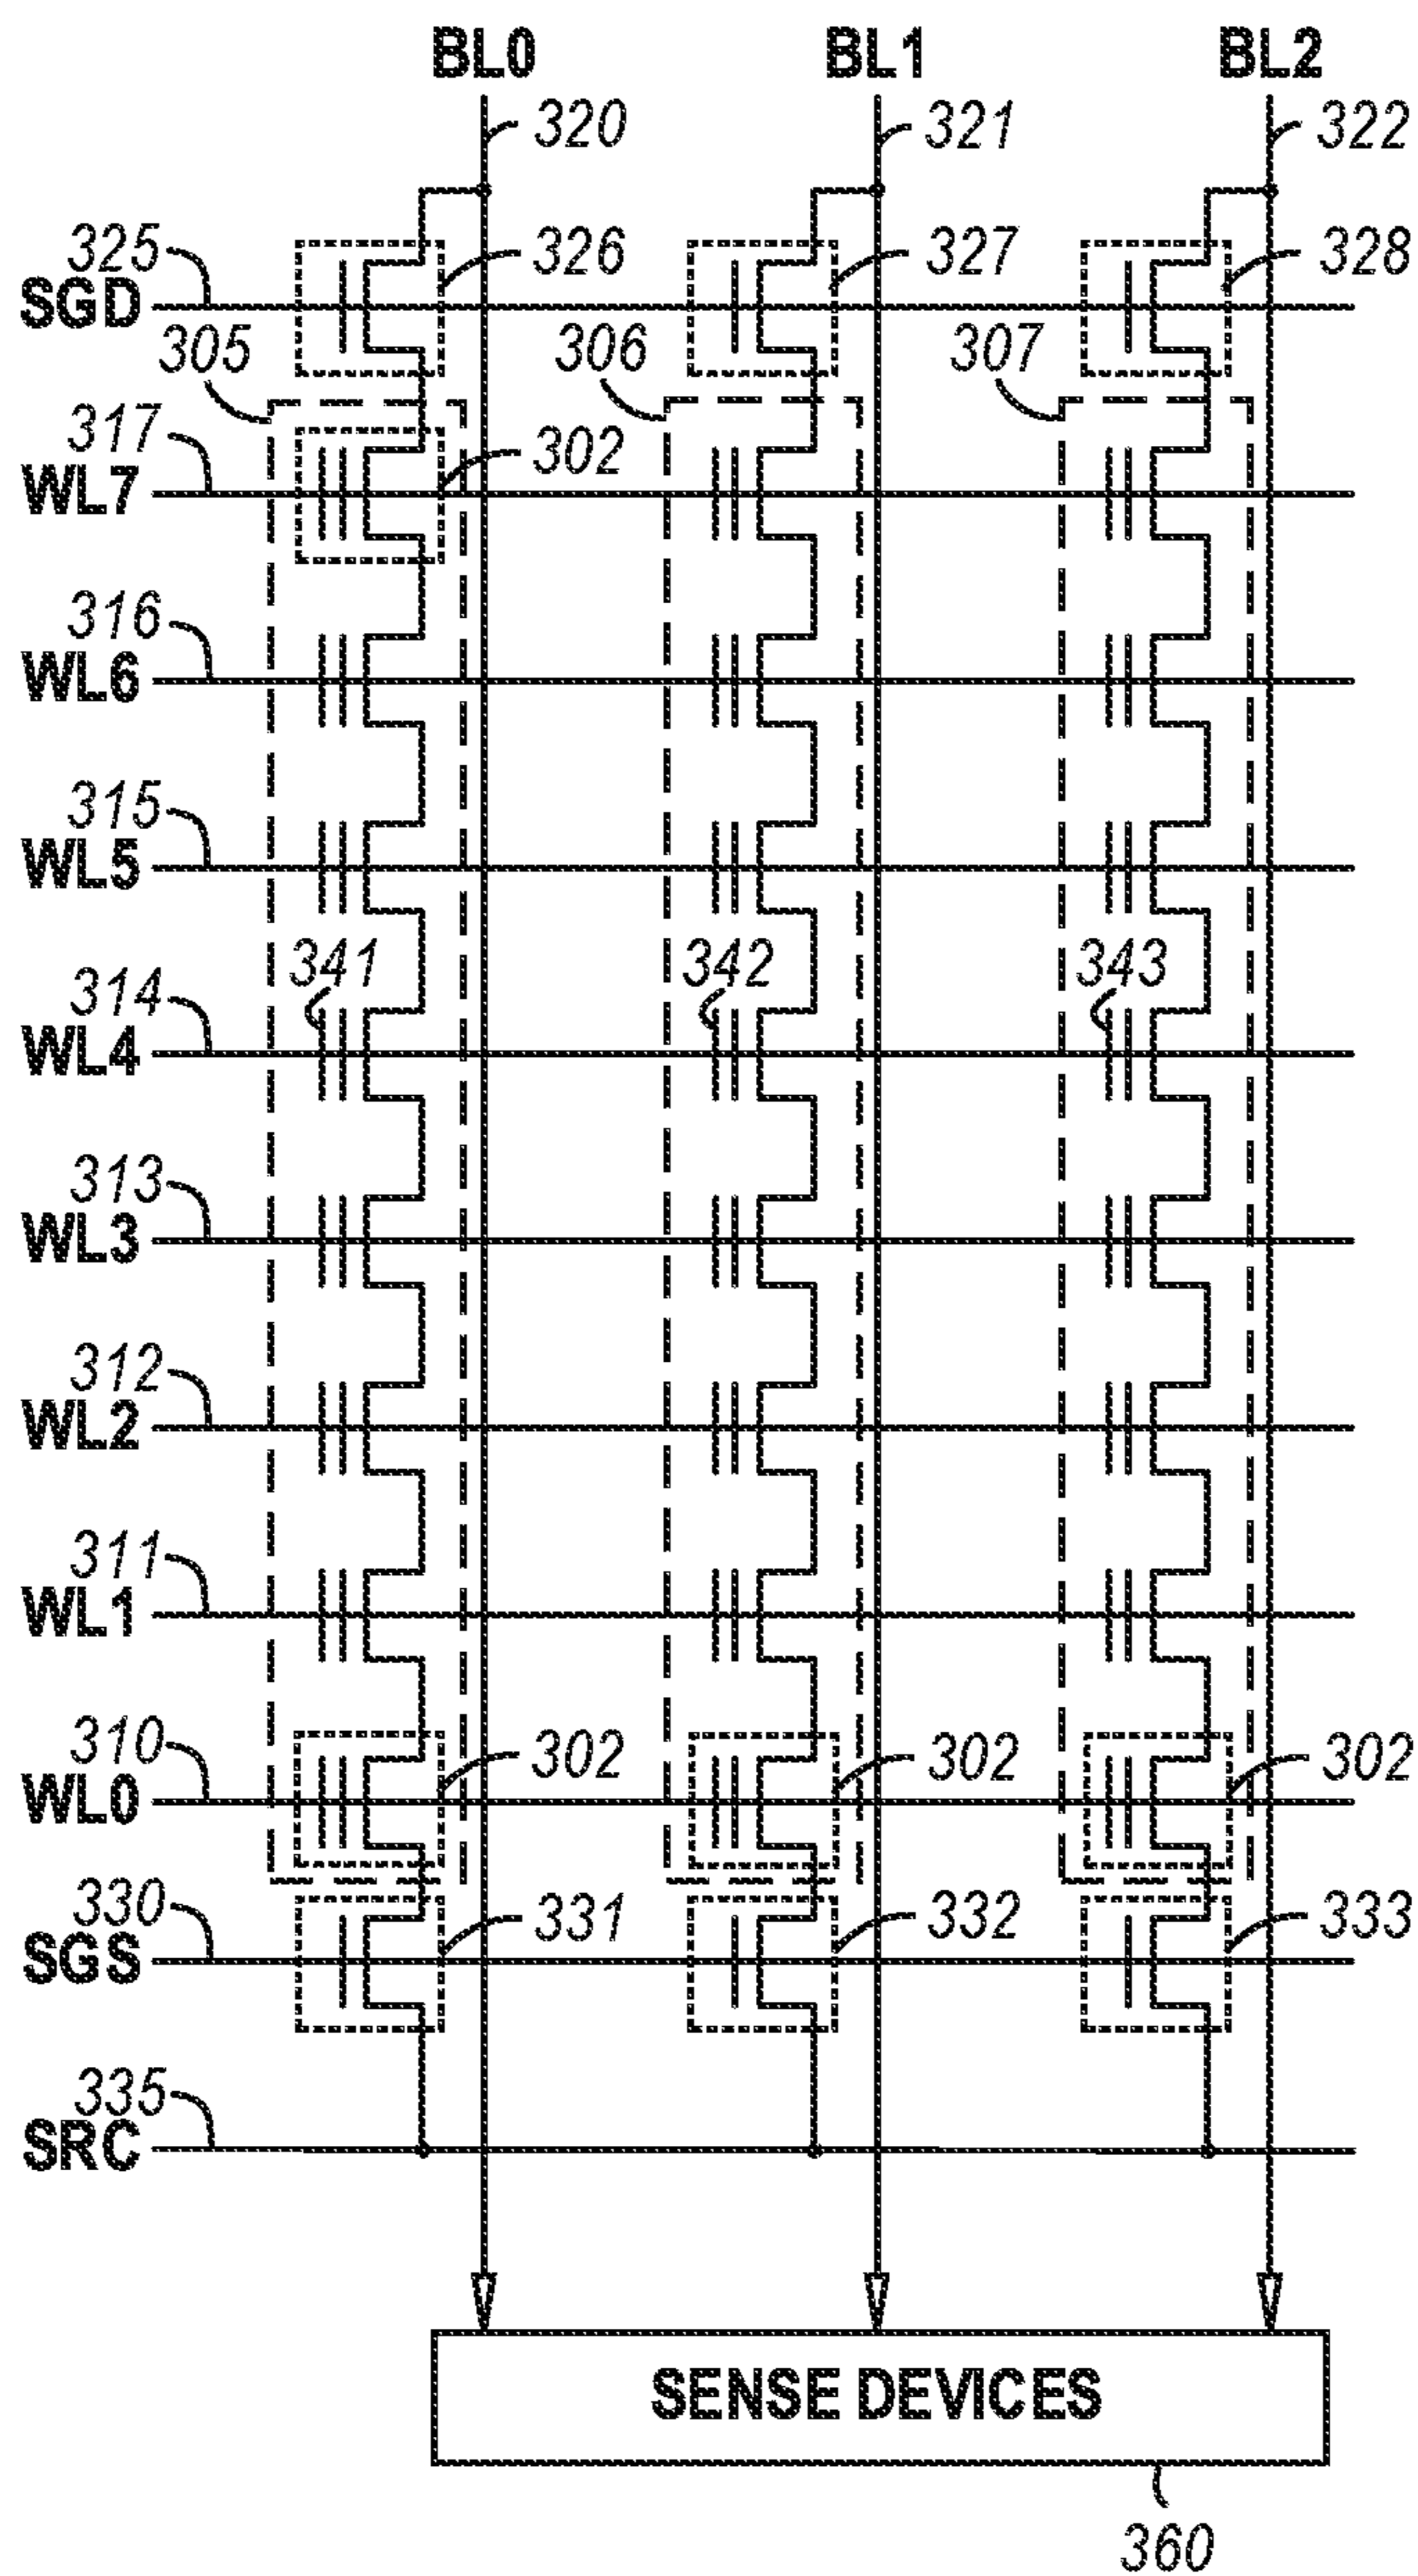 BL0 BL1 BL2
320 321 322
325 326 327 328
SGD
305 306 307
317 302
WL7
316
WL6
315
WL5
341 342 343
314
WL4
313
WL3
312
WL2
311
WL1
310 302 302 302
WL0
330 331 332 333
SGS
335
SRC
SENSE DEVICES
360